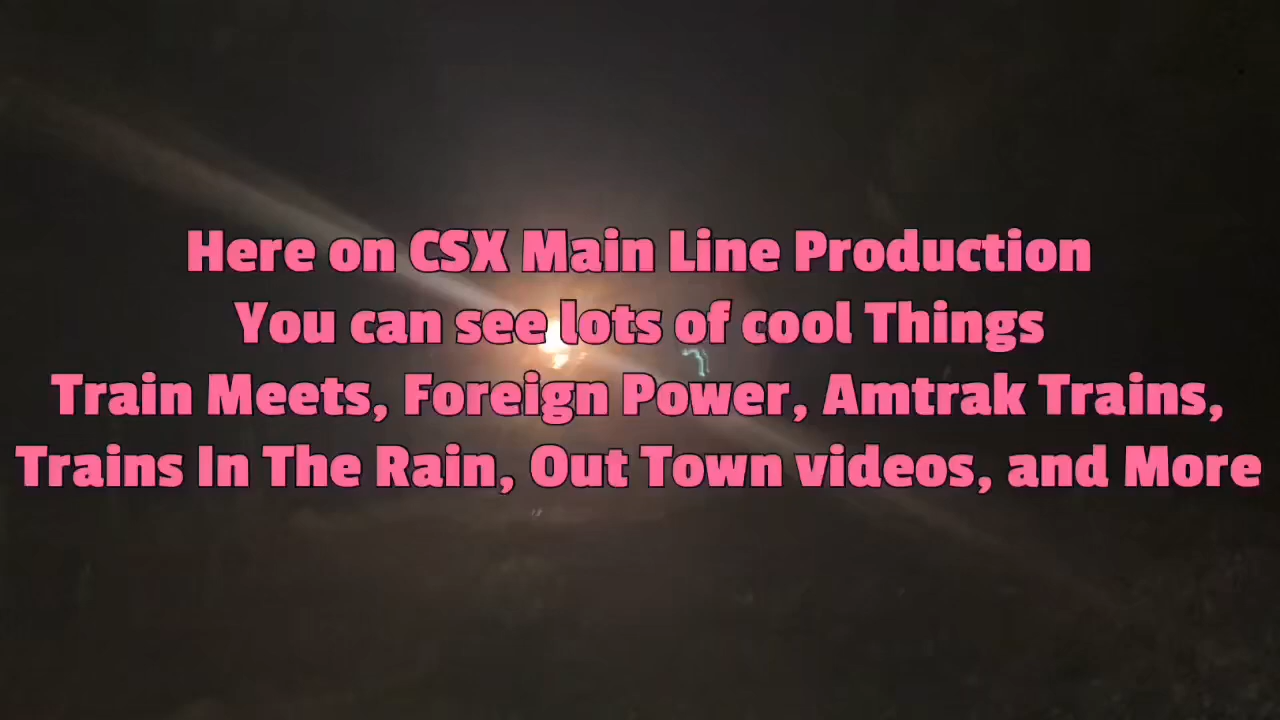 Here on CSX Main Line Production
You can see lots of cool Things
Train Meets, Foreign Power, Amtrak Trains,
Trains In The Rain, Out Town videos, and More